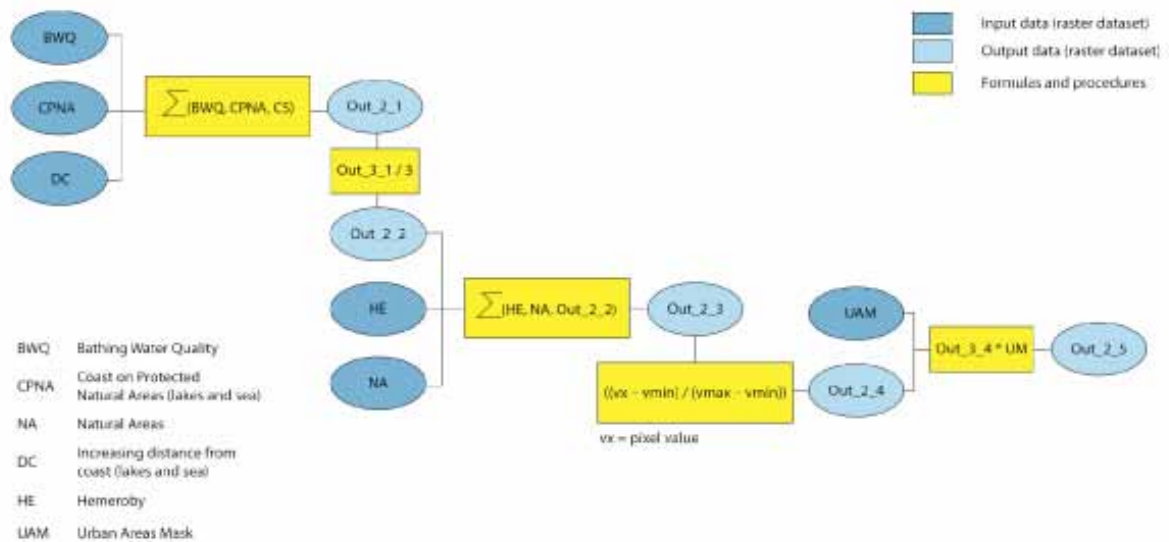 BWQ
CPNA
DC
∑(BWQ, CPNA, CS)
Out_2_1
Out_3_1 / 3
Out_2_2
HE
NA
∑(HE, NA, Out_2_2)
Out_2_3
((vx – vmin) / (vmax – vmin))
vx = pixel value
UAM
Out_2_4
Out_3_4 * UM
Out_2_5
Input data (raster dataset)
Output data (raster dataset)
Formulas and procedures
BWQ Bathing Water Quality
CPNA Coast on Protected
Natural Areas (lakes and sea)
NA Natural Areas
DC Increasing distance from
coast (lakes and sea)
HE Hemeroby
UAM Urban Areas Mask